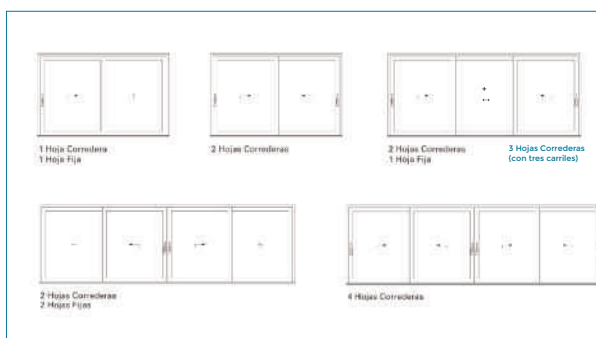 1 Hoja Corredera
1 Hoja Fija
2 Hojas Correderas
2 Hojas Correderas
1 Hoja Fija
3 Hojas Correderas
(con tres carriles)
2 Hojas Correderas
2 Hojas Fijas
4 Hojas Correderas